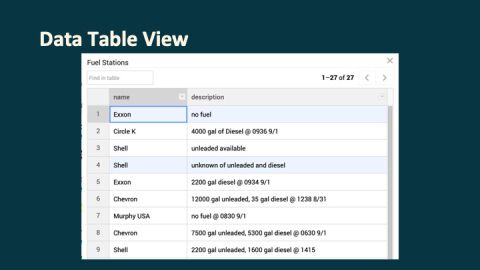 Data Table View
Fuel Stations
Find in table
1–27 of 27
name description
1 Exxon no fuel
2 Circle K 4000 gal of Diesel @ 0936 9/1
3 Shell unleaded available
4 Shell unknown of unleaded and diesel
5 Exxon 2200 gal diesel @ 0934 9/1
6 Chevron 12000 gal unleaded, 35 gal diesel @ 1238 8/31
7 Murphy USA no fuel @ 0830 9/1
8 Chevron 7500 gal unleaded, 5300 gal diesel @ 0630 9/1
9 Shell 2200 gal unleaded, 1600 gal diesel @ 1415